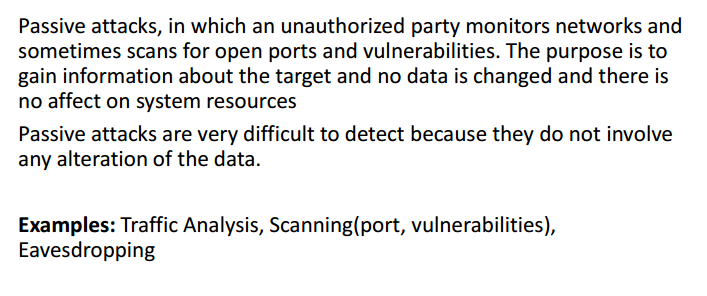 Passive attacks, in which an unauthorized party monitors networks and
sometimes scans for open ports and vulnerabilities. The purpose is to
gain information about the target and no data is changed and there is
no affect on system resources
Passive attacks are very difficult to detect because they do not involve
any alteration of the data.
Examples: Traffic Analysis, Scanning(port, vulnerabilities),
Eavesdropping